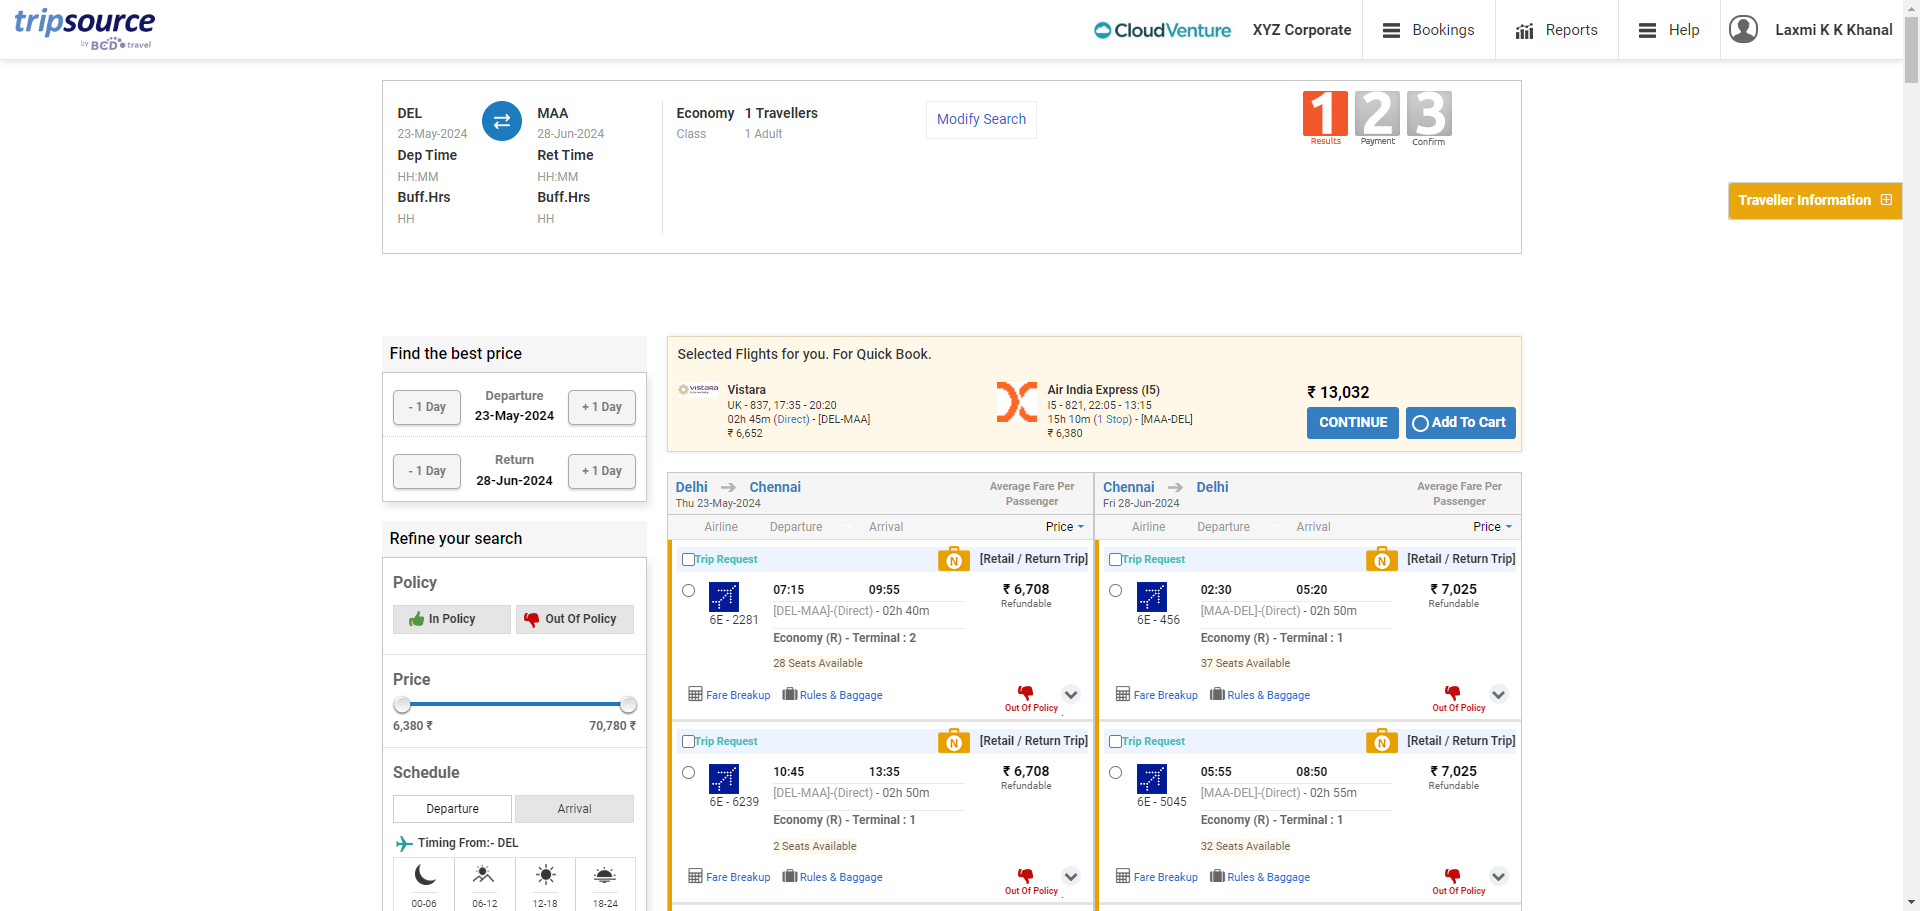 tripsource
by BCD travel
CloudVenture
XYZ Corporate
Bookings
Reports
Help
Laxmi K K Khanal
DEL
23-May-2024
Dep Time
HH:MM
Buff.Hrs
HH
MAA
28-Jun-2024
Ret Time
HH:MM
Buff.Hrs
HH
Economy
Class
1 Travellers
1 Adult
Modify Search
1
Results
2
Payment
3
Confirm
Traveller Information
Find the best price
- 1 Day
Departure
23-May-2024
+ 1 Day
- 1 Day
Return
28-Jun-2024
+ 1 Day
Refine your search
Policy
In Policy
Out Of Policy
Price
6,380 ₹
70,780 ₹
Schedule
Departure
Arrival
Timing From:- DEL
00-06
06-12
12-18
18-24
Selected Flights for you. For Quick Book.
VISTARA
Vistara
UK - 837, 17:35 - 20:20
02h 45m (Direct) - [DEL-MAA]
₹ 6,652
Air India Express (I5)
I5 - 821, 22:05 - 13:15
15h 10m (1 Stop) - [MAA-DEL]
₹ 6,380
₹ 13,032
CONTINUE
Add To Cart
Delhi → Chennai
Thu 23-May-2024
Average Fare Per
Passenger
Airline
Departure
Arrival
Price
Trip Request
N
[Retail / Return Trip]
07:15
09:55
₹ 6,708
Refundable
[DEL-MAA]-(Direct) - 02h 40m
6E - 2281
Economy (R) - Terminal : 2
28 Seats Available
Fare Breakup
Rules & Baggage
Out Of Policy
Trip Request
N
[Retail / Return Trip]
10:45
13:35
₹ 6,708
Refundable
[DEL-MAA]-(Direct) - 02h 50m
6E - 6239
Economy (R) - Terminal : 1
2 Seats Available
Fare Breakup
Rules & Baggage
Out Of Policy
Chennai → Delhi
Fri 28-Jun-2024
Average Fare Per
Passenger
Airline
Departure
Arrival
Price
Trip Request
N
[Retail / Return Trip]
02:30
05:20
₹ 7,025
Refundable
[MAA-DEL]-(Direct) - 02h 50m
6E - 456
Economy (R) - Terminal : 1
37 Seats Available
Fare Breakup
Rules & Baggage
Out Of Policy
Trip Request
N
[Retail / Return Trip]
05:55
08:50
₹ 7,025
Refundable
[MAA-DEL]-(Direct) - 02h 55m
6E - 5045
Economy (R) - Terminal : 1
32 Seats Available
Fare Breakup
Rules & Baggage
Out Of Policy